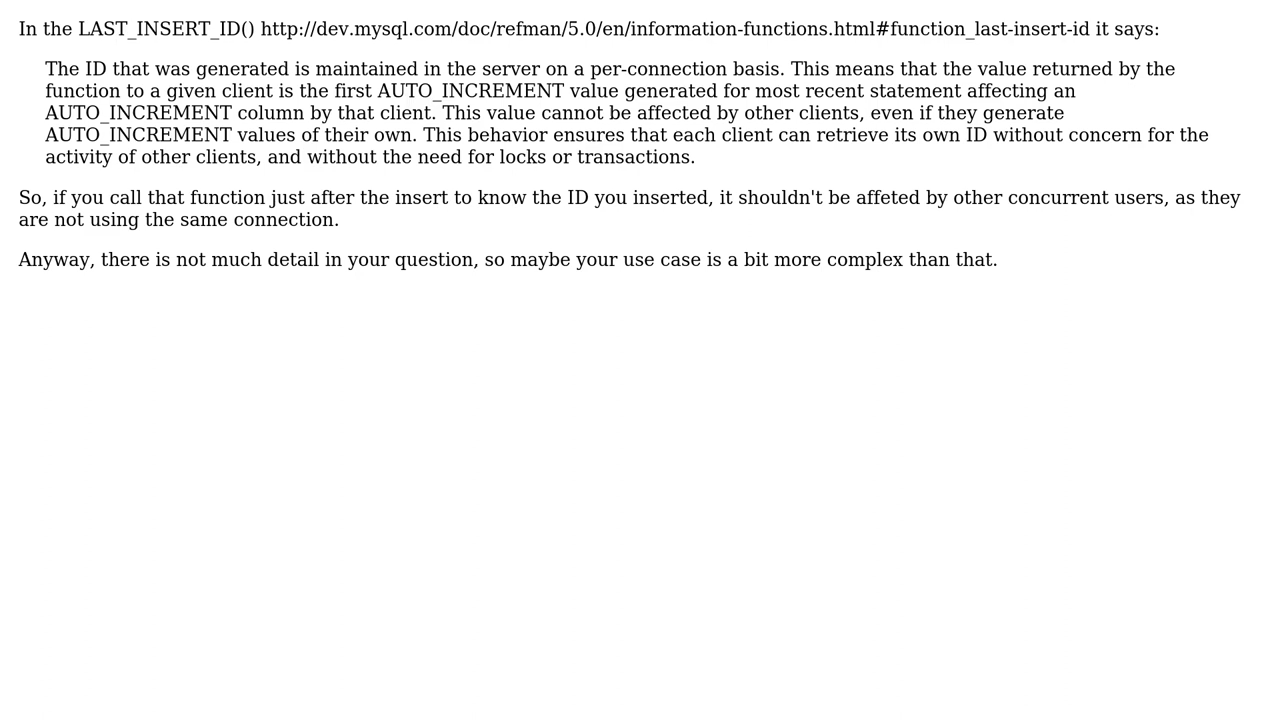 In the LAST_INSERT_ID() http://dev.mysql.com/doc/refman/5.0/en/information-functions.html#function_last-insert-id it says:
The ID that was generated is maintained in the server on a per-connection basis. This means that the value returned by the
function to a given client is the first AUTO_INCREMENT value generated for most recent statement affecting an
AUTO_INCREMENT column by that client. This value cannot be affected by other clients, even if they generate
AUTO_INCREMENT values of their own. This behavior ensures that each client can retrieve its own ID without concern for the
activity of other clients, and without the need for locks or transactions.
So, if you call that function just after the insert to know the ID you inserted, it shouldn't be affeted by other concurrent users, as they
are not using the same connection.
Anyway, there is not much detail in your question, so maybe your use case is a bit more complex than that.